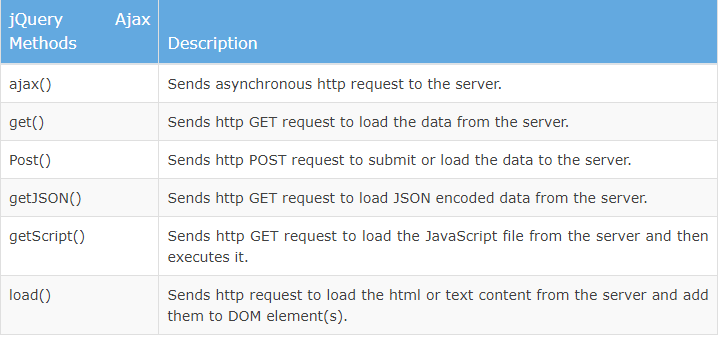 jQuery Ajax
Methods
Description
ajax()
Sends asynchronous http request to the server.
get()
Sends http GET request to load the data from the server.
Post()
Sends http POST request to submit or load the data to the server.
getJSON()
Sends http GET request to load JSON encoded data from the server.
getScript()
Sends http GET request to load the JavaScript file from the server and then
executes it.
load()
Sends http request to load the html or text content from the server and add
them to DOM element(s).